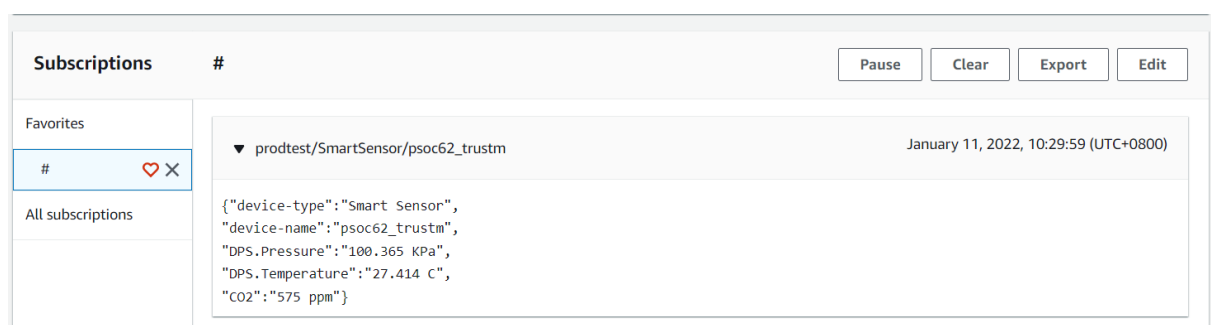 Subscriptions
#
Pause
Clear
Export
Edit
Favorites
#
All subscriptions
▼ prodtest/SmartSensor/psoc62_trustm
January 11, 2022, 10:29:59 (UTC+0800)
{"device-type":"Smart Sensor",
"device-name":"psoc62_trustm",
"DPS.Pressure":"100.365 KPa",
"DPS.Temperature":"27.414 C",
"CO2":"575 ppm"}